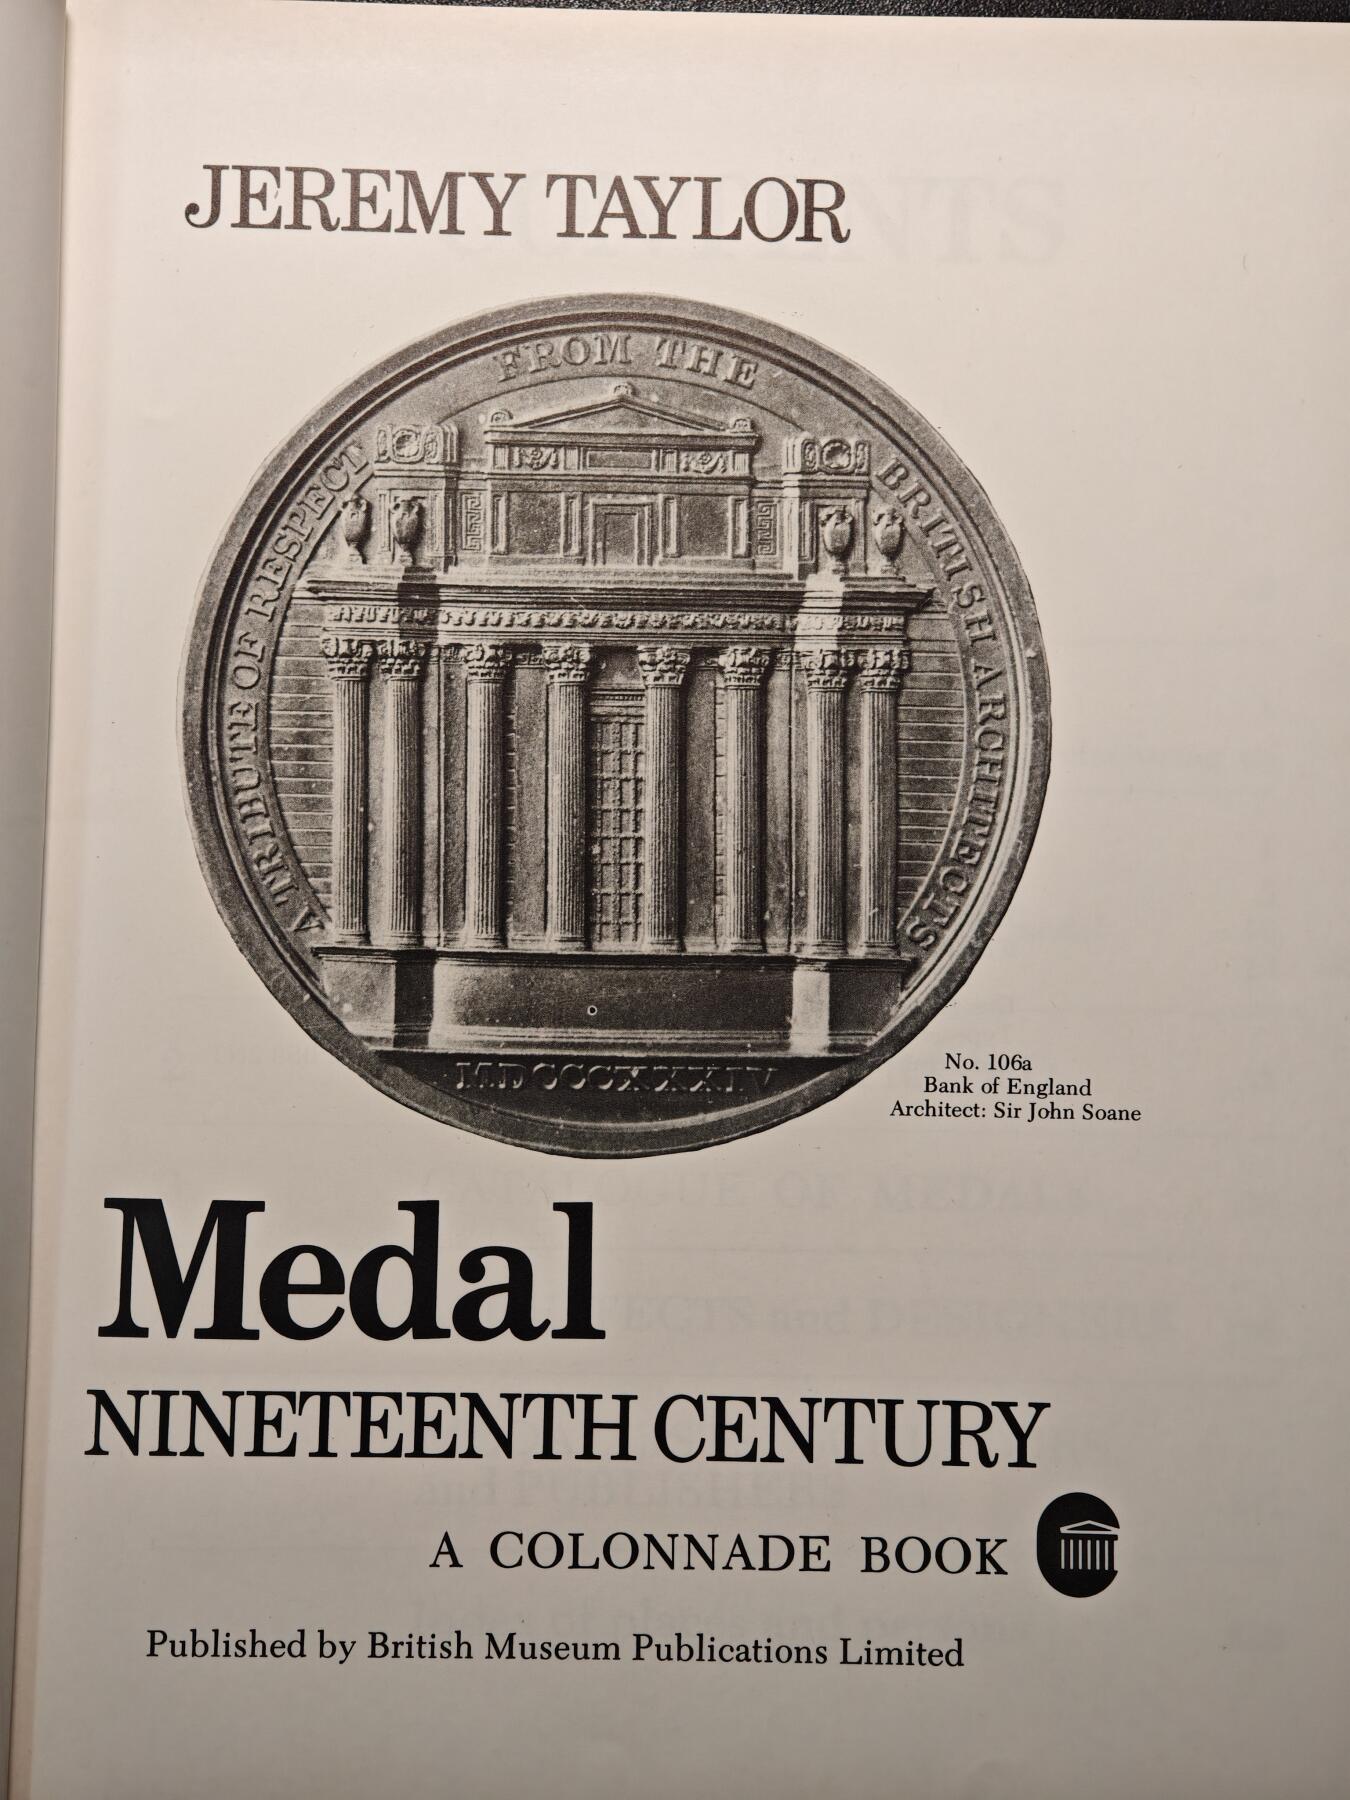 JEREMY TAYLOR
A TRIBUTE OF RESPECT FROM THE BRITISH ARCHITECTS
MDCCCXXXIV
No. 106a
Bank of England
Architect: Sir John Soane
Medal
NINETEENTH CENTURY
A COLONNADE BOOK
Published by British Museum Publications Limited